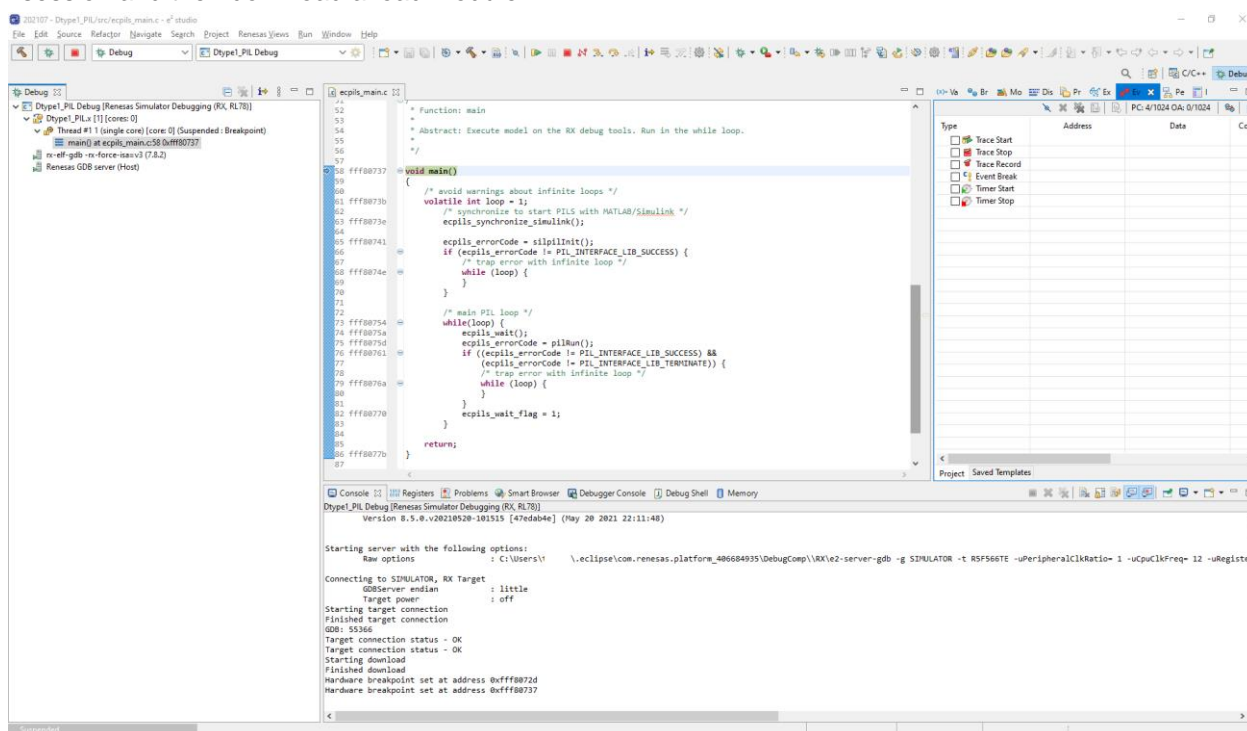 202107 - Dtype1_PIL/src/ecpils_main.c - e² studio
File Edit Source Refactor Navigate Search Project Renesas Views Run Window Help
Debug Dtype1_PIL Debug
C/C++ Debu
Debug
Dtype1_PIL Debug [Renesas Simulator Debugging (RX, RL78)]
Dtype1_PIL.x [1] [cores: 0]
Thread #1 1 (single core) [core: 0] (Suspended : Breakpoint)
main() at ecpils_main.c:58 0xfff80737
rx-elf-gdb -rx-force-isa=v3 (7.8.2)
Renesas GDB server (Host)
ecpils_main.c
52 * Function: main
53 *
54 * Abstract: Execute model on the RX debug tools. Run in the while loop.
55 *
56 */
57
58 fff80737 void main()
59 {
60 /* avoid warnings about infinite loops */
61 fff8073b volatile int loop = 1;
62 /* synchronize to start PILS with MATLAB/Simulink */
63 fff8073e ecpils_synchronize_simulink();
64
65 fff80741 ecpils_errorCode = silpilInit();
66 if (ecpils_errorCode != PIL_INTERFACE_LIB_SUCCESS) {
67 /* trap error with infinite loop */
68 fff8074e while (loop) {
69 }
70 }
71
72 /* main PIL loop */
73 fff80754 while(loop) {
74 fff8075a ecpils_wait();
75 fff8075d ecpils_errorCode = pilRun();
76 fff80761 if ((ecpils_errorCode != PIL_INTERFACE_LIB_SUCCESS) &&
77 (ecpils_errorCode != PIL_INTERFACE_LIB_TERMINATE)) {
78 /* trap error with infinite loop */
79 fff8076a while (loop) {
80 }
81 }
82 fff80770 ecpils_wait_flag = 1;
83 }
84
85 return;
86 fff8077b }
87
Va Br Mo Dis Pr Ex Ev Pe I
PC: 4/1024 OA: 0/1024
Type Address Data Co
Trace Start
Trace Stop
Trace Record
Event Break
Timer Start
Timer Stop
Project Saved Templates
Console Registers Problems Smart Browser Debugger Console Debug Shell Memory
Dtype1_PIL Debug [Renesas Simulator Debugging (RX, RL78)]
Version 8.5.0.v20210520-101515 [47edab4e] (May 20 2021 22:11:48)
Starting server with the following options:
Raw options : C:\Users\ \.eclipse\com.renesas.platform_406684935\DebugComp\\RX\e2-server-gdb -g SIMULATOR -t R5F566TE -uPeripheralClkRatio= 1 -uCpuClkFreq= 12 -uRegiste
Connecting to SIMULATOR, RX Target
GDBServer endian : little
Target power : off
Starting target connection
Finished target connection
GDB: 55366
Target connection status - OK
Target connection status - OK
Starting download
Finished download
Hardware breakpoint set at address 0xfff8072d
Hardware breakpoint set at address 0xfff80737
Suspended